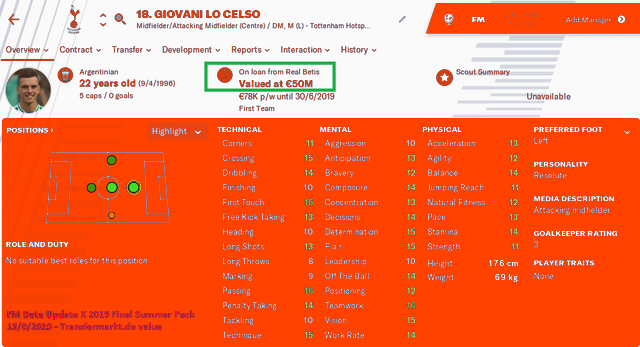 18. GIOVANI LO CELSO
Midfielder/Attacking Midfielder (Centre) / DM, M (L) - Tottenham Hotsp...
FM
Add Manager
Overview Contract Transfer Development Reports Interaction History
Argentinian
22 years old (9/4/1996)
5 caps / 0 goals
On loan from Real Betis
Valued at €50M
€78K p/w until 30/6/2019
First Team
Scout Summary
Unavailable
POSITIONS
Highlight
ROLE AND DUTY
No suitable best roles for this position.
TECHNICAL
Corners 11
Crossing 15
Dribbling 14
Finishing 10
First Touch 16
Free Kick Taking 13
Heading 10
Long Shots 13
Long Throws 8
Marking 9
Passing 16
Penalty Taking 14
Tackling 10
Technique 15
MENTAL
Aggression 10
Anticipation 13
Bravery 12
Composure 14
Concentration 13
Decisions 14
Determination 15
Flair 15
Leadership 10
Off The Ball 14
Positioning 12
Teamwork 16
Vision 15
Work Rate 14
PHYSICAL
Acceleration 13
Agility 12
Balance 14
Jumping Reach 11
Natural Fitness 12
Pace 13
Stamina 14
Strength 11
Height 176 cm
Weight 69 kg
PREFERRED FOOT
Left
PERSONALITY
Resolute
MEDIA DESCRIPTION
Attacking midfielder
GOALKEEPER RATING
3
PLAYER TRAITS
None
FM Data Update X 2019 Final Summer Pack
13/8/2019 - Transfermarkt.de value